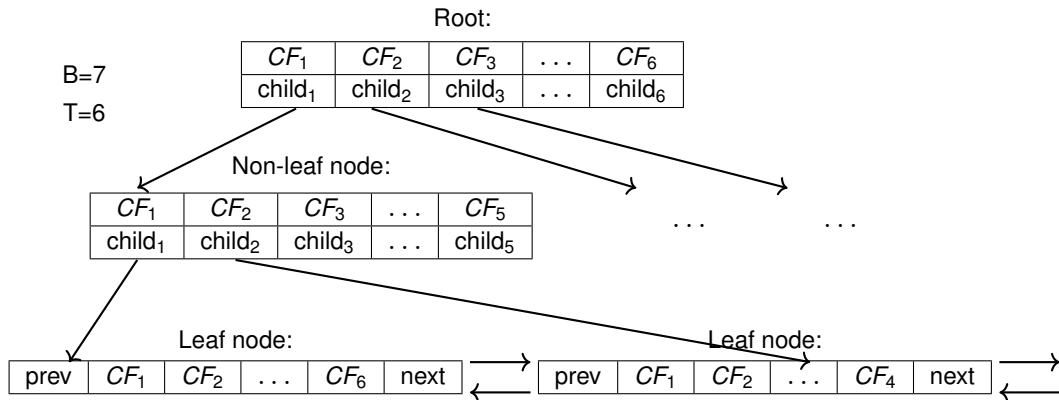 Root:
CF₁ CF₂ CF₃ ... CF₆
child₁ child₂ child₃ ... child₆
B=7
T=6
Non-leaf node:
CF₁ CF₂ CF₃ ... CF₅
child₁ child₂ child₃ ... child₅
... ...
Leaf node: Leaf node:
prev CF₁ CF₂ ... CF₆ next prev CF₁ CF₂ ... CF₄ next